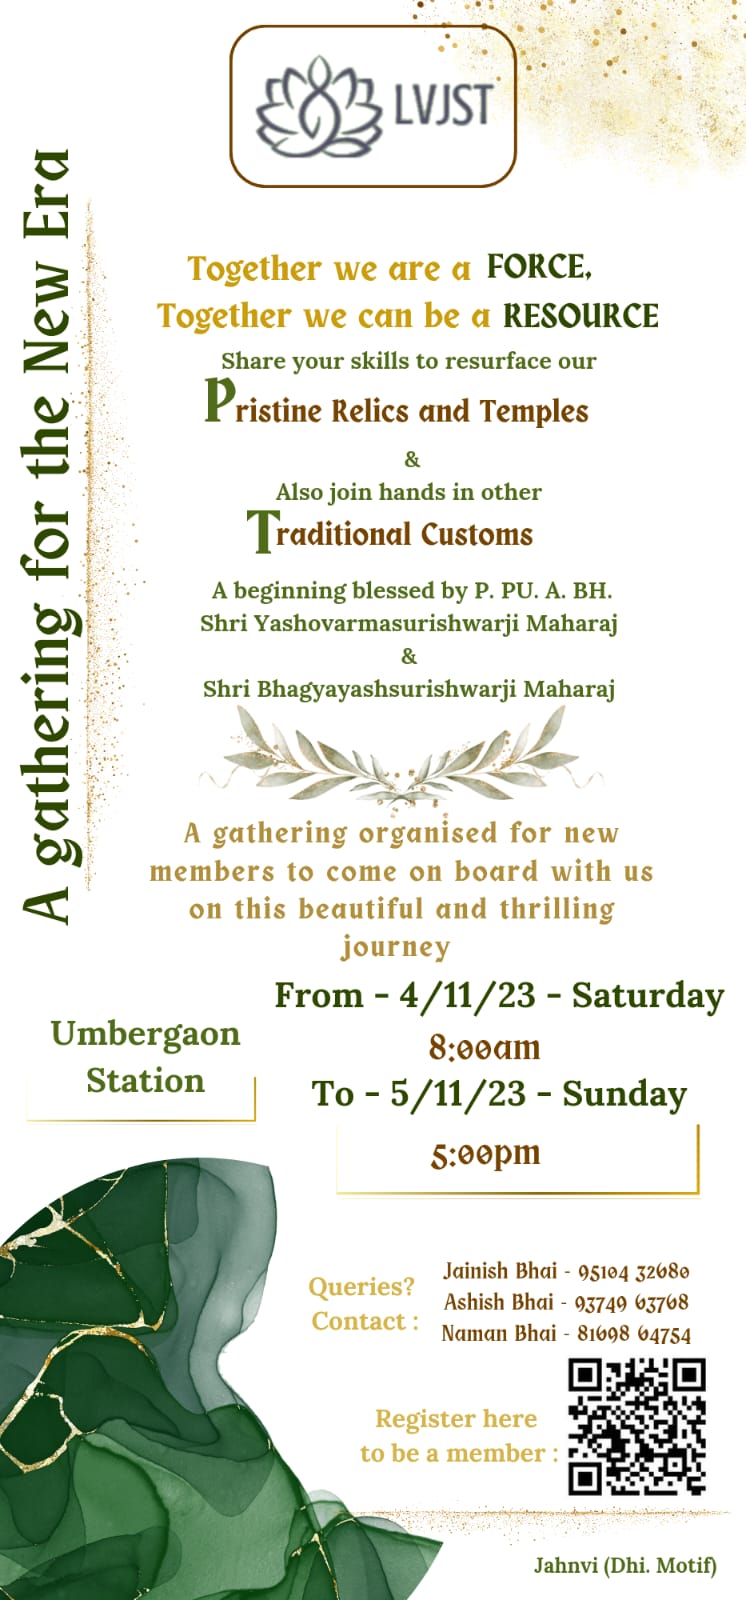 LVJST
A gathering for the New Era
Together we are a FORCE,
Together we can be a RESOURCE
Share your skills to resurface our
Pristine Relics and Temples
&
Also join hands in other
Traditional Customs
A beginning blessed by P. PU. A. BH.
Shri Yashovarmasurishwarji Maharaj
&
Shri Bhagyayashsurishwarji Maharaj
A gathering organised for new
members to come on board with us
on this beautiful and thrilling
journey
Umbergaon
Station
From - 4/11/23 - Saturday
8:00am
To - 5/11/23 - Sunday
5:00pm
Queries?
Contact :
Jainish Bhai - 95104 32680
Ashish Bhai - 93749 63768
Naman Bhai - 81698 64754
Register here
to be a member :
Jahnvi (Dhi. Motif)